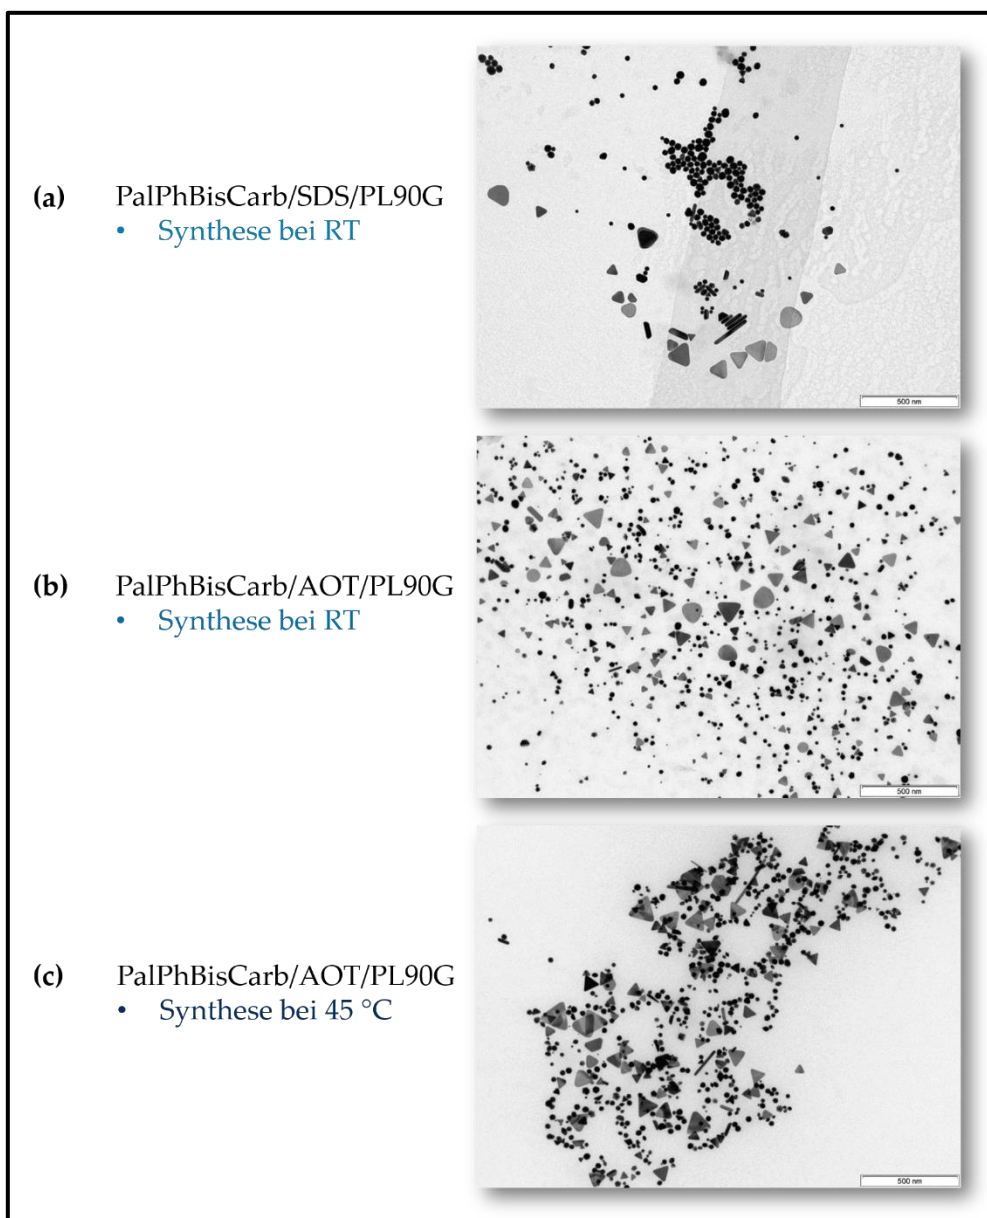 (a) PalPhBisCarb/SDS/PL90G
• Synthese bei RT
500 nm
(b) PalPhBisCarb/AOT/PL90G
• Synthese bei RT
500 nm
(c) PalPhBisCarb/AOT/PL90G
• Synthese bei 45 °C
500 nm